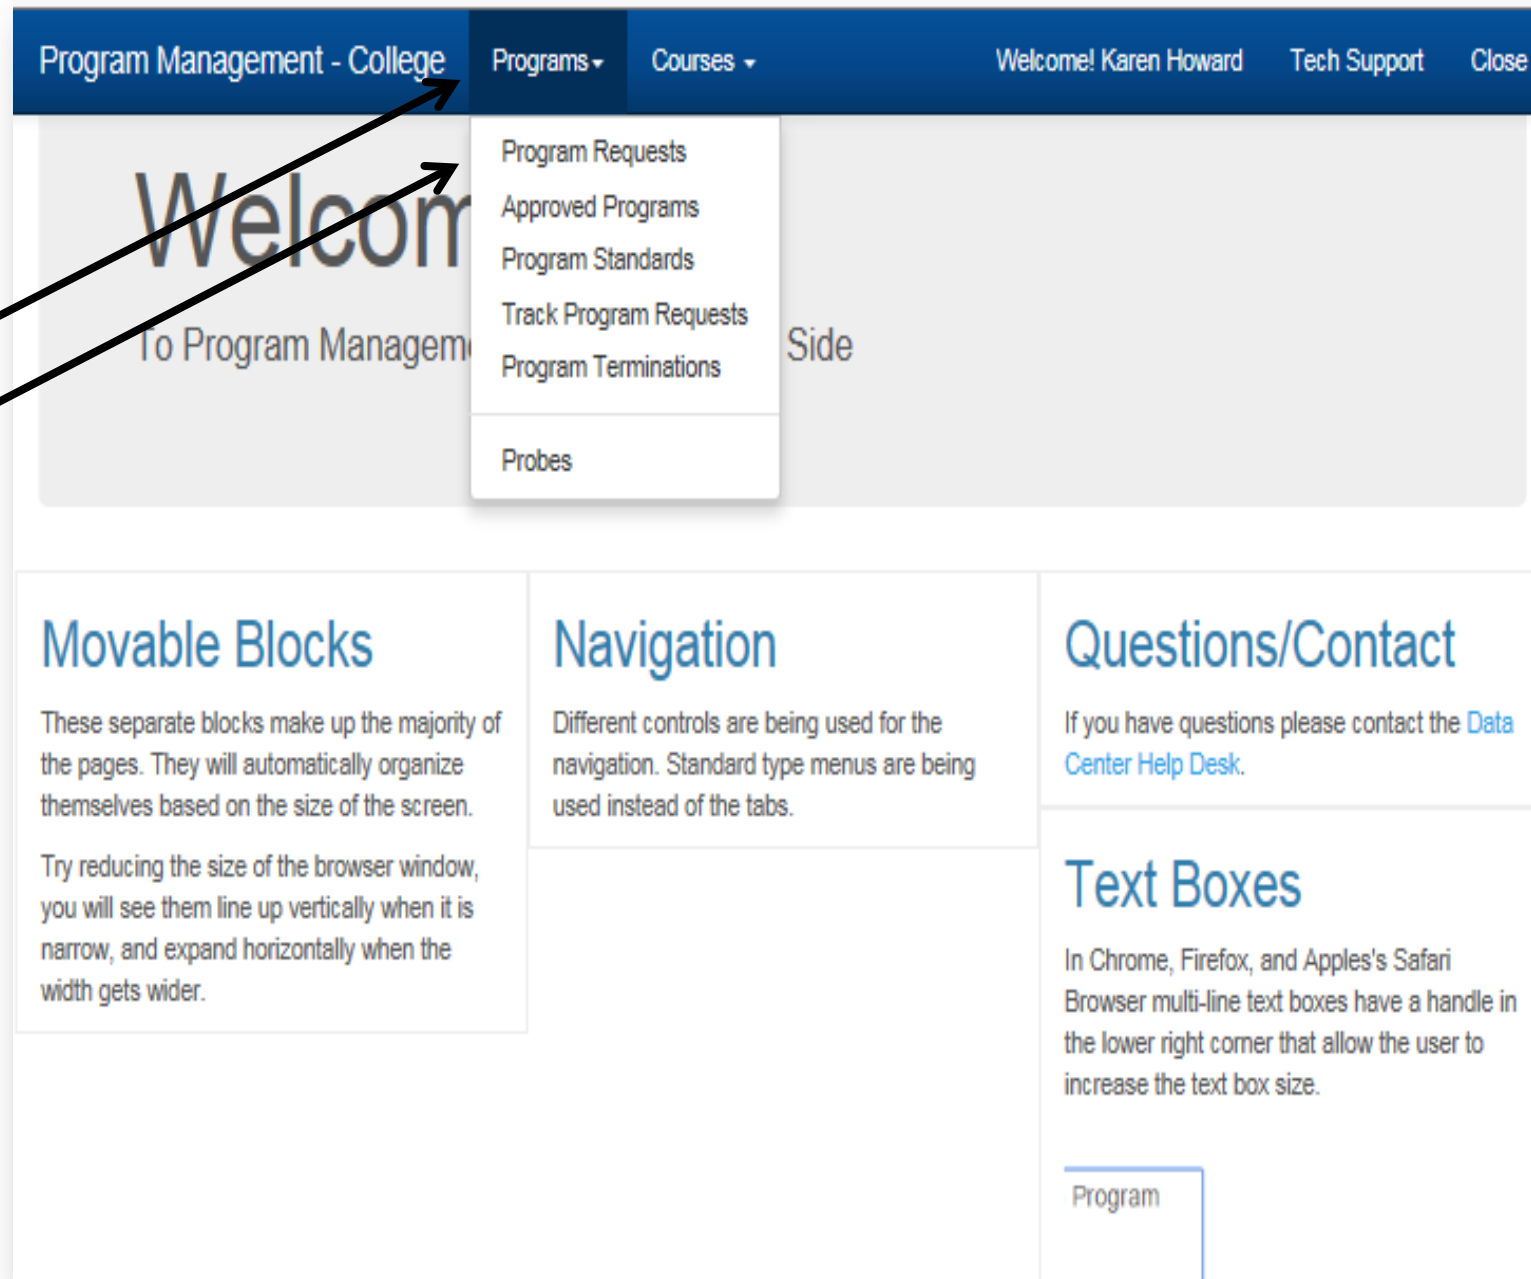 Program Management - College Programs Courses Welcome! Karen Howard Tech Support Close
Welcom
To Program Manageme Side
Program Requests
Approved Programs
Program Standards
Track Program Requests
Program Terminations
Probes
Movable Blocks
These separate blocks make up the majority of
the pages. They will automatically organize
themselves based on the size of the screen.
Try reducing the size of the browser window,
you will see them line up vertically when it is
narrow, and expand horizontally when the
width gets wider.
Navigation
Different controls are being used for the
navigation. Standard type menus are being
used instead of the tabs.
Questions/Contact
If you have questions please contact the Data
Center Help Desk.
Text Boxes
In Chrome, Firefox, and Apples's Safari
Browser multi-line text boxes have a handle in
the lower right corner that allow the user to
increase the text box size.
Program